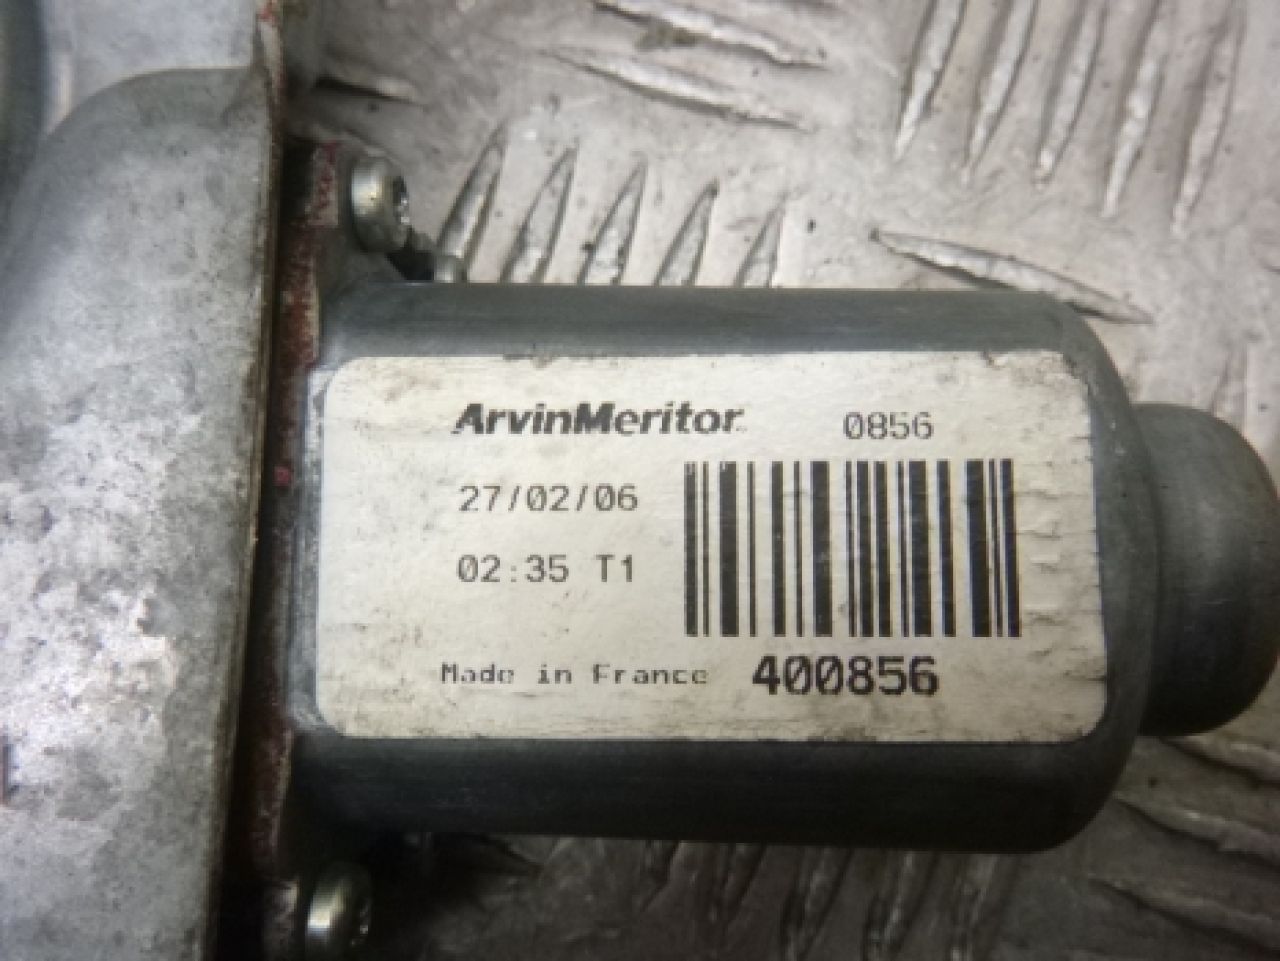 ArvinMeritor 0856
27/02/06
02:35 T1
Made in France 400856